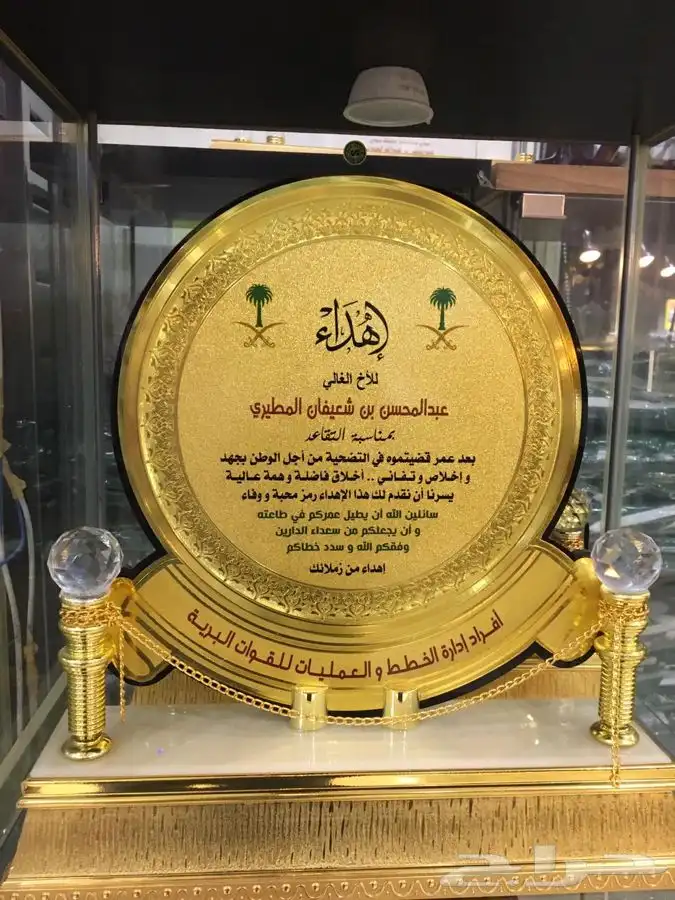 إهداء
للأخ الغالي
عبدالمحسن بن شعيفان المطيري
بمناسبة التقاعد
بعد عمر قضيتموه في التضحية من أجل الوطن بجهد
و إخلاص و تفاني .. أخلاق فاضلة و همة عالية
يسرنا أن نقدم لك هذا الإهداء رمز محبة و وفاء
سائلين الله أن يطيل عمركم في طاعته
و أن يجعلكم من سعداء الدارين
وفقكم الله و سدد خطاكم
إهداء من زملائك
أفراد إدارة الخطط و العمليات للقوات البرية
حراج